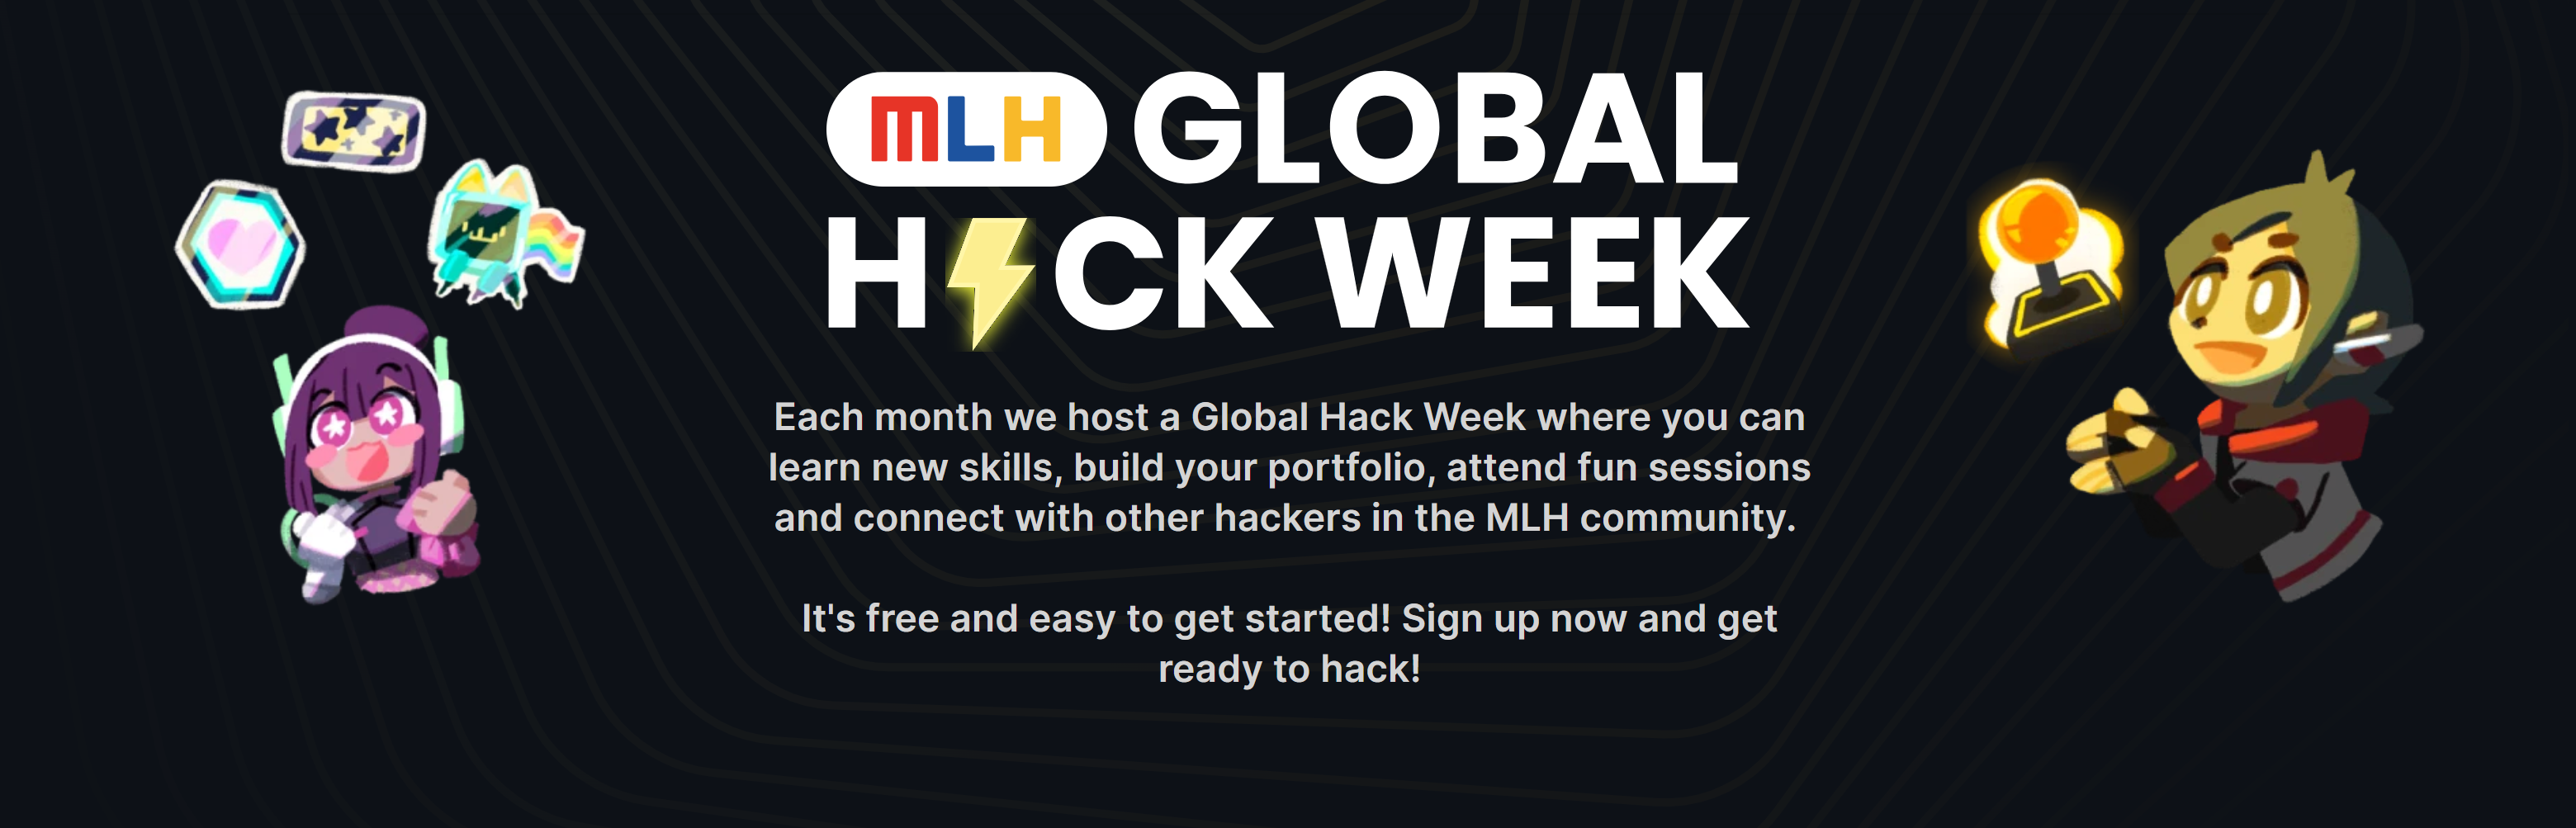 MLH GLOBAL
H⚡CK WEEK
Each month we host a Global Hack Week where you can
learn new skills, build your portfolio, attend fun sessions
and connect with other hackers in the MLH community.
It's free and easy to get started! Sign up now and get
ready to hack!